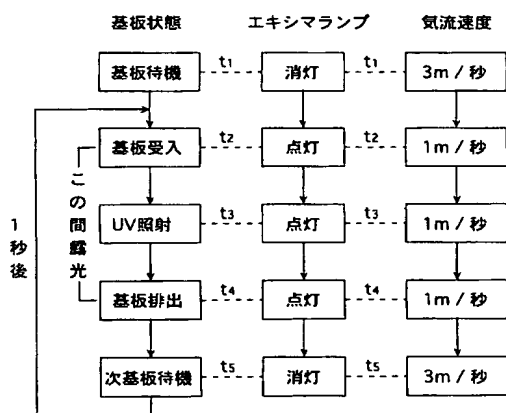 基板状態 エキシマランプ 気流速度
基板待機 t1 消灯 t1 3m / 秒
基板受入 t2 点灯 t2 1m / 秒
この間露光
1秒後
UV照射 t3 点灯 t3 1m / 秒
基板排出 t4 点灯 t4 1m / 秒
次基板待機 t5 消灯 t5 3m / 秒